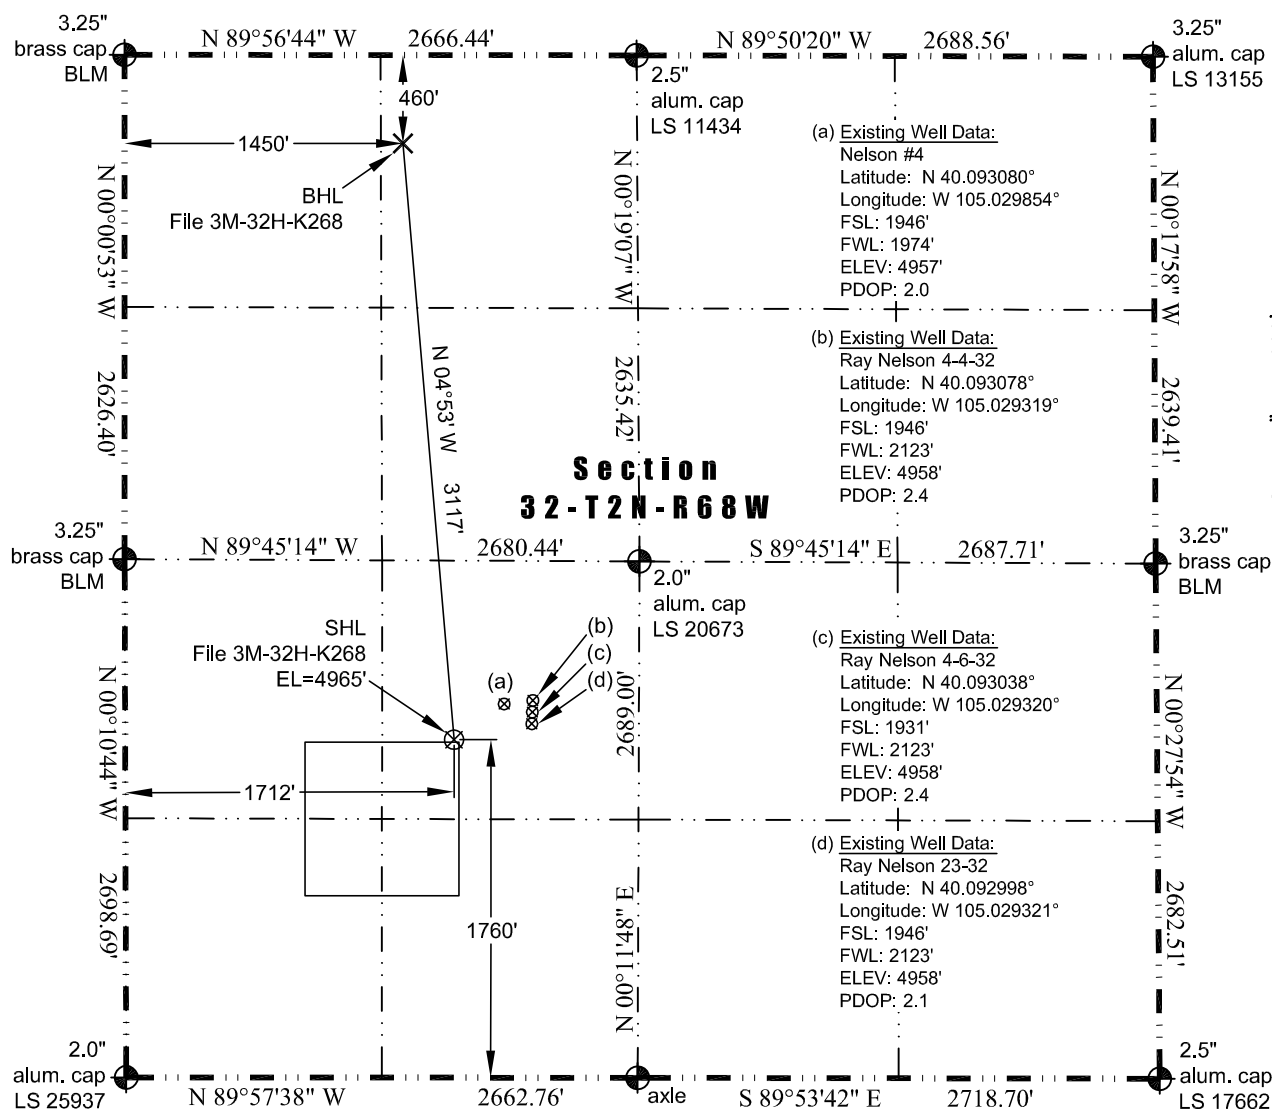 3.25"
brass cap
BLM
N 89°56'44" W
2666.44'
N 89°50'20" W
2688.56'
3.25"
alum. cap
LS 13155
2.5"
alum. cap
LS 11434
460'
1450'
BHL
File 3M-32H-K268
N 00°00'53" W
2626.40'
N 00°19'07" W
2635.42'
N 00°17'58" W
2639.41'
N 04°53' W
3117'
(a) Existing Well Data:
Nelson #4
Latitude: N 40.093080°
Longitude: W 105.029854°
FSL: 1946'
FWL: 1974'
ELEV: 4957'
PDOP: 2.0
(b) Existing Well Data:
Ray Nelson 4-4-32
Latitude: N 40.093078°
Longitude: W 105.029319°
FSL: 1946'
FWL: 2123'
ELEV: 4958'
PDOP: 2.4
Section
32-T2N-R68W
3.25"
brass cap
BLM
N 89°45'14" W
2680.44'
S 89°45'14" E
2687.71'
3.25"
brass cap
BLM
2.0"
alum. cap
LS 20673
SHL
File 3M-32H-K268
EL=4965'
(a)
(b)
(c)
(d)
N 00°10'44" W
2698.69'
2689.00'
N 00°11'48" E
N 00°27'54" W
2682.51'
1712'
1760'
(c) Existing Well Data:
Ray Nelson 4-6-32
Latitude: N 40.093038°
Longitude: W 105.029320°
FSL: 1931'
FWL: 2123'
ELEV: 4958'
PDOP: 2.4
(d) Existing Well Data:
Ray Nelson 23-32
Latitude: N 40.092998°
Longitude: W 105.029321°
FSL: 1946'
FWL: 2123'
ELEV: 4958'
PDOP: 2.1
2.0"
alum. cap
LS 25937
N 89°57'38" W
2662.76'
axle
S 89°53'42" E
2718.70'
2.5"
alum. cap
LS 17662